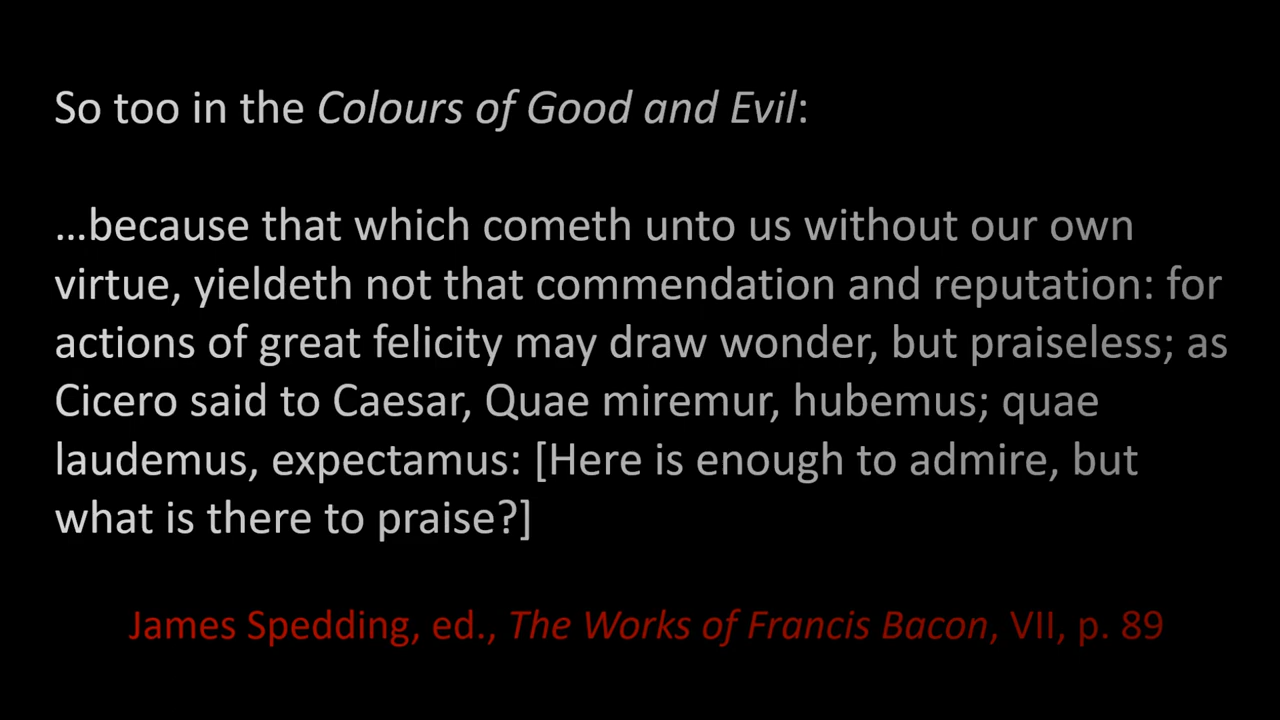 So too in the Colours of Good and Evil:
...because that which cometh unto us without our own
virtue, yieldeth not that commendation and reputation: for
actions of great felicity may draw wonder, but praiseless; as
Cicero said to Caesar, Quae miremur, hubemus; quae
laudemus, expectamus: [Here is enough to admire, but
what is there to praise?]
James Spedding, ed., The Works of Francis Bacon, VII, p. 89